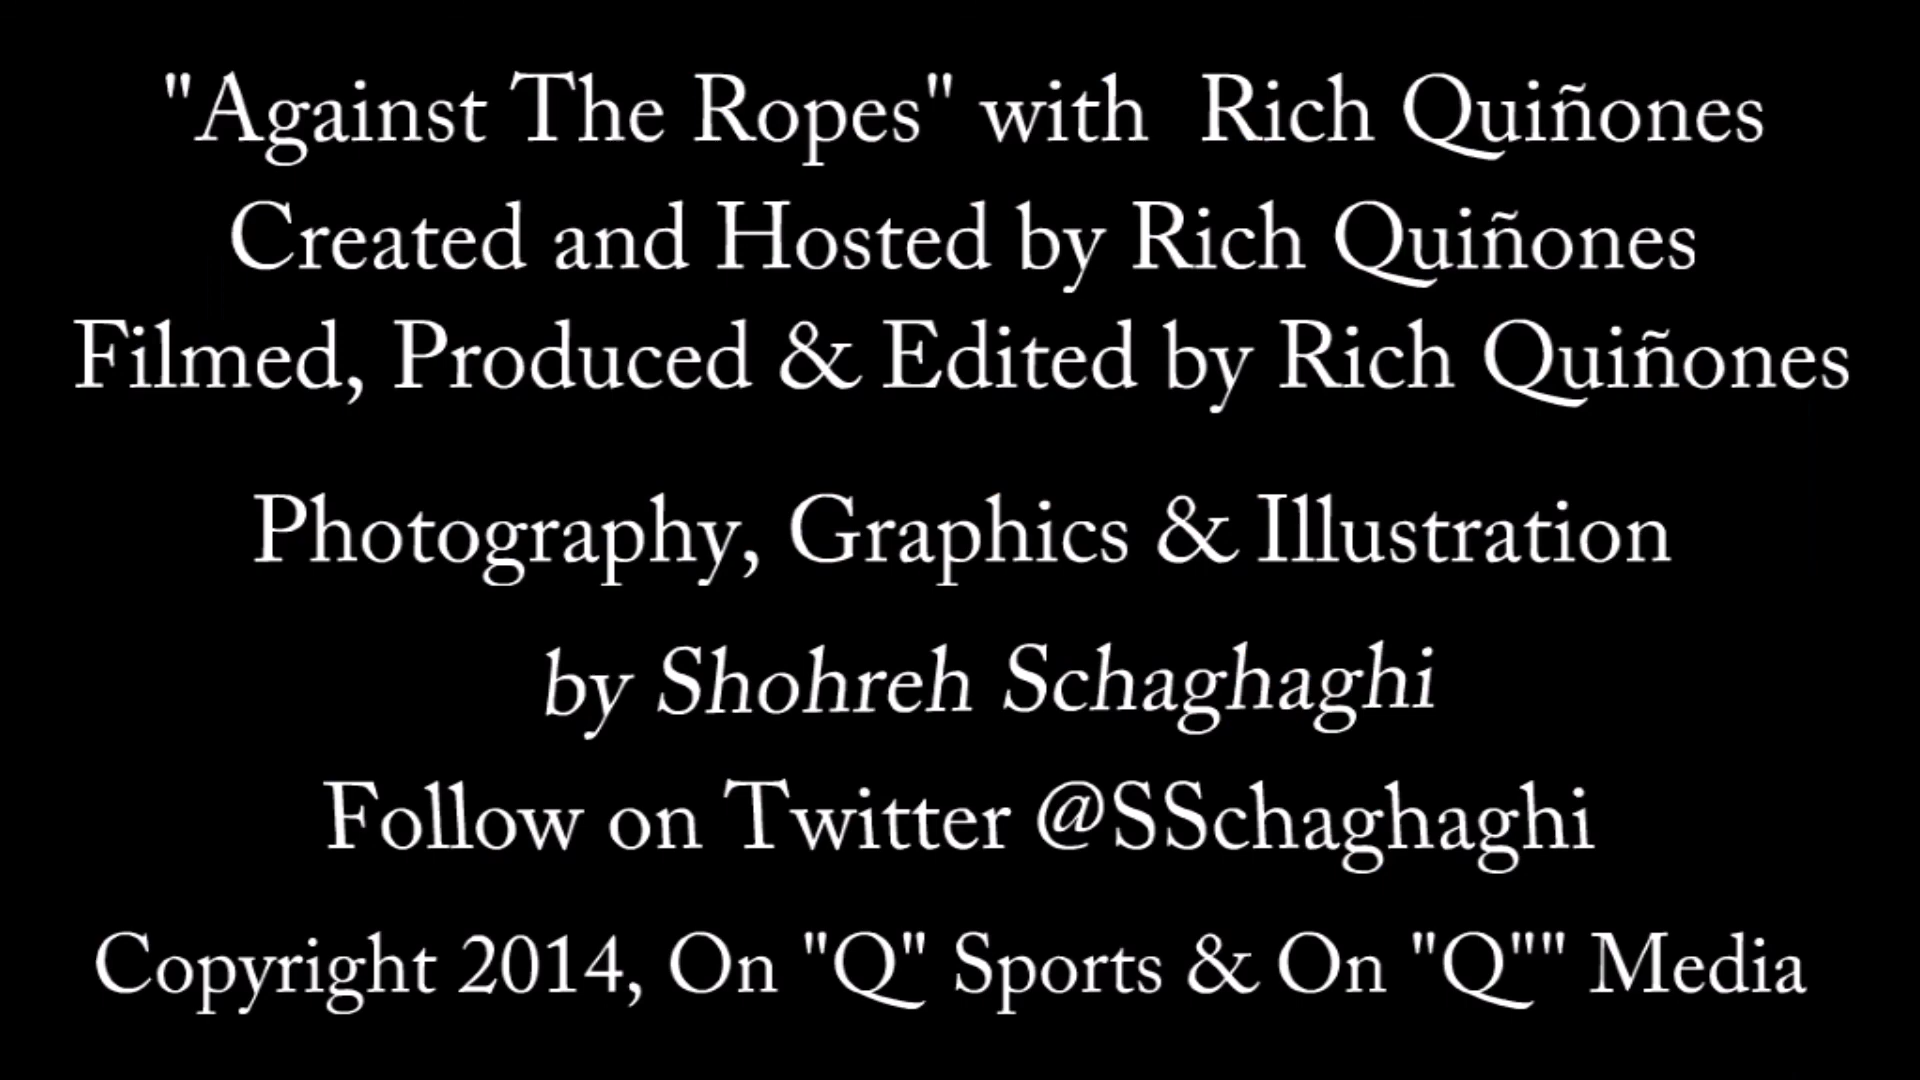 "Against The Ropes" with  Rich Quiñones
Created and Hosted by Rich Quiñones
Filmed, Produced & Edited by Rich Quiñones
Photography, Graphics & Illustration
by Shohreh Schaghaghi
Follow on Twitter @SSchaghaghi
Copyright 2014, On "Q" Sports & On "Q"" Media